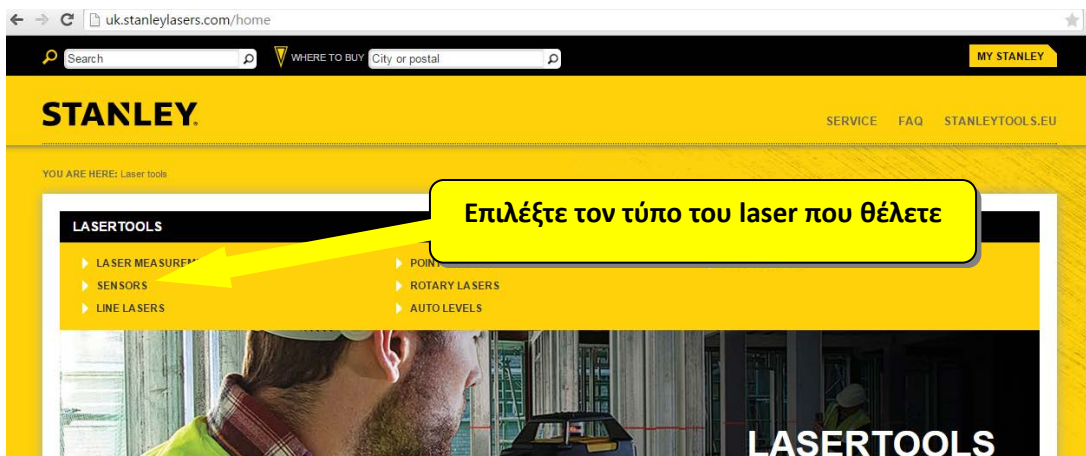 uk.stanleylasers.com/home
Search
WHERE TO BUY
City or postal
MY STANLEY
STANLEY
SERVICE FAQ STANLEYTOOLS.EU
YOU ARE HERE: Laser tools
Επιλέξτε τον τύπο του laser που θέλετε
LASERTOOLS
LASER
SENSORS
ROTARY LASERS
LINE LASERS
AUTO LEVELS
LASERTOOLS